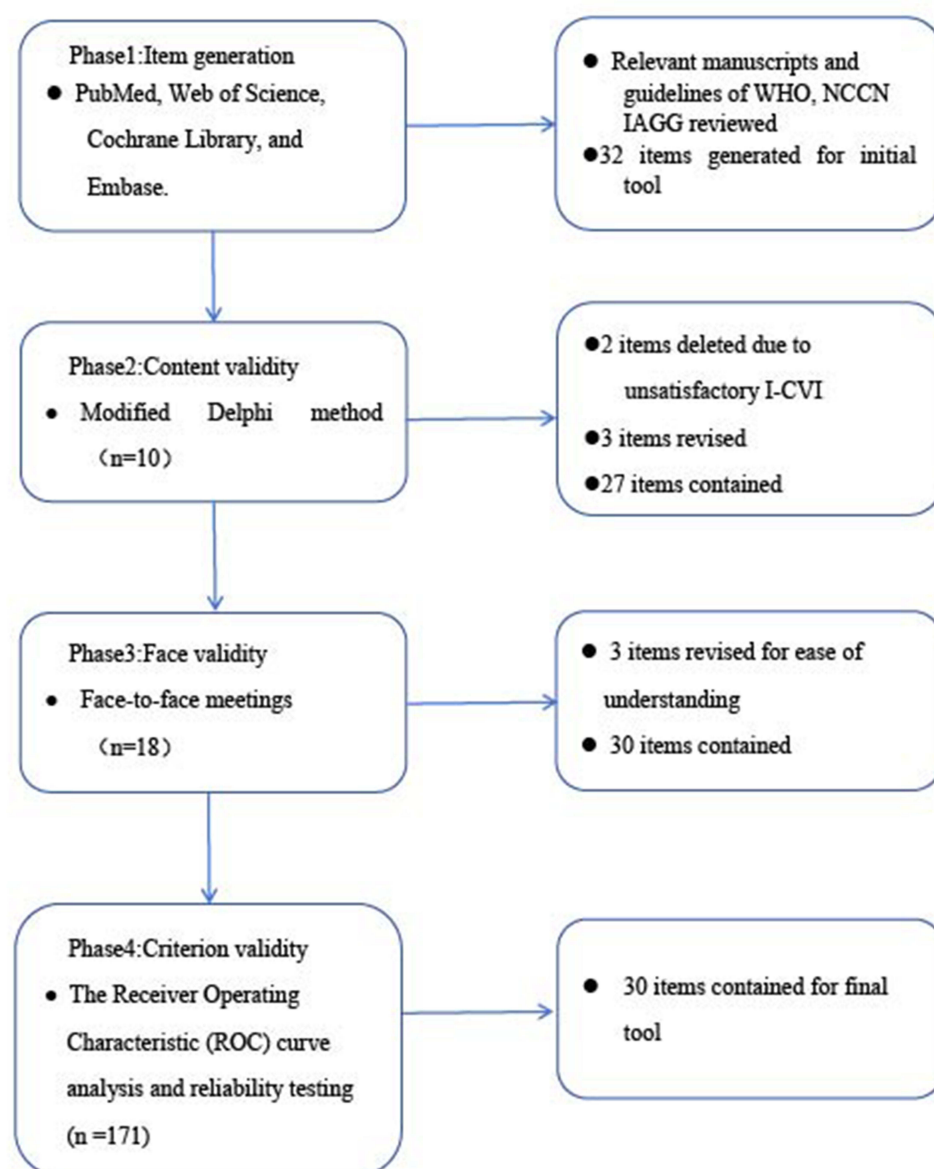 Phase1:Item generation
● PubMed, Web of Science,
Cochrane Library, and
Embase.
● Relevant manuscripts and
guidelines of WHO, NCCN
IAGG reviewed
●32 items generated for initial
tool
Phase2:Content validity
• Modified Delphi method
（n=10）
●2 items deleted due to
unsatisfactory I-CVI
●3 items revised
●27 items contained
Phase3:Face validity
• Face-to-face meetings
（n=18）
● 3 items revised for ease of
understanding
● 30 items contained
Phase4:Criterion validity
• The Receiver Operating
Characteristic (ROC) curve
analysis and reliability testing
(n =171)
● 30 items contained for final
tool